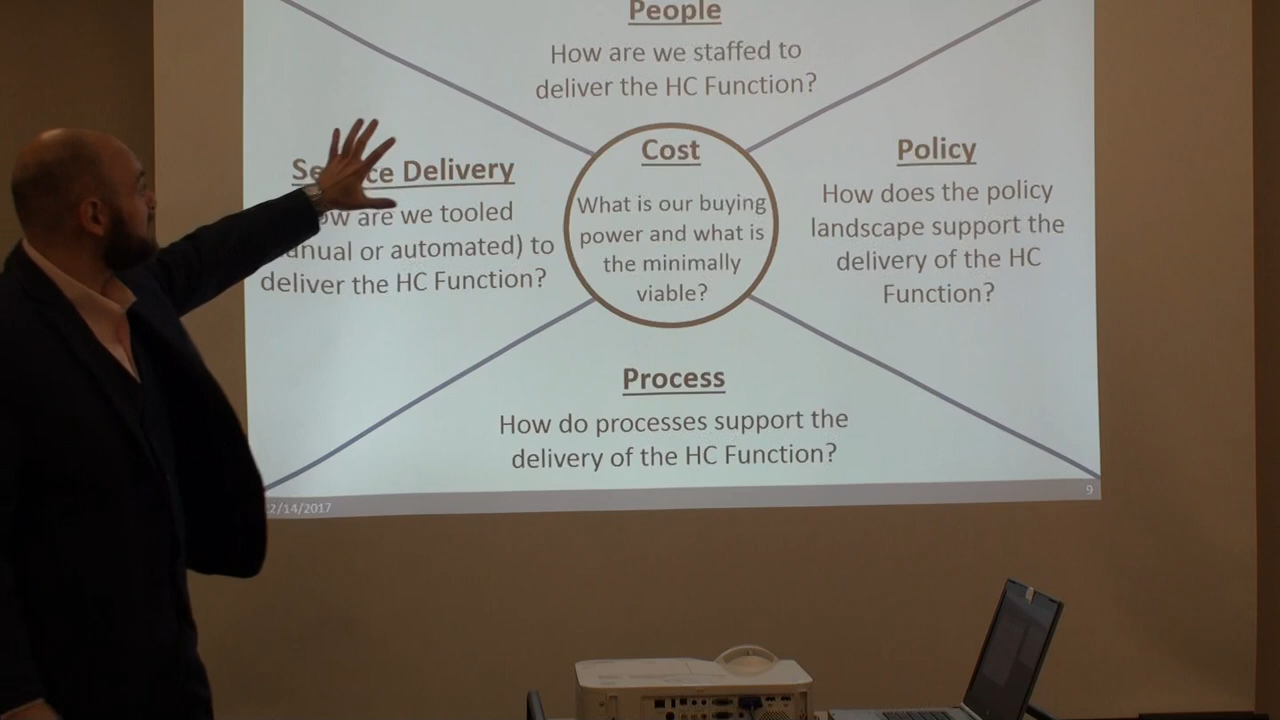 People
How are we staffed to
deliver the HC Function?
Delivery
are we tooled
or automated) to
deliver the HC Function?
Cost
What is our buying
power and what is
the minimally
viable?
Policy
How does the policy
landscape support the
delivery of the HC
Function?
Process
How do processes support the
delivery of the HC Function?
2/14/2017
9